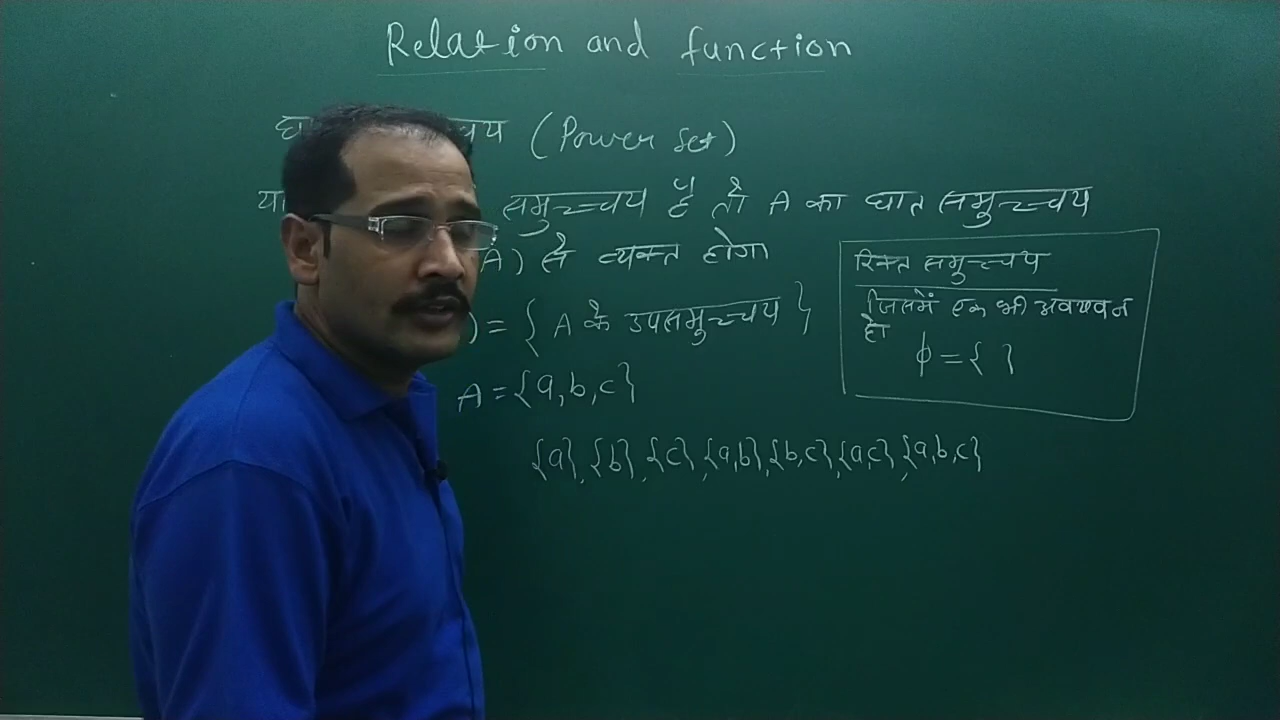 Relation and function
(Power Set)
समुच्च्चय है तो A का घात समुच्च्चय
A) से व्यक्त होगा
) = { A के उपसमुच्च्चय }
A = {a, b, c}
{a}, {b}, {c}, {a,b}, {b,c}, {a,c}, {a,b,c}
रिक्त समुच्च्चय
जिसमें एक भी अवयव न
हो
ϕ = { }